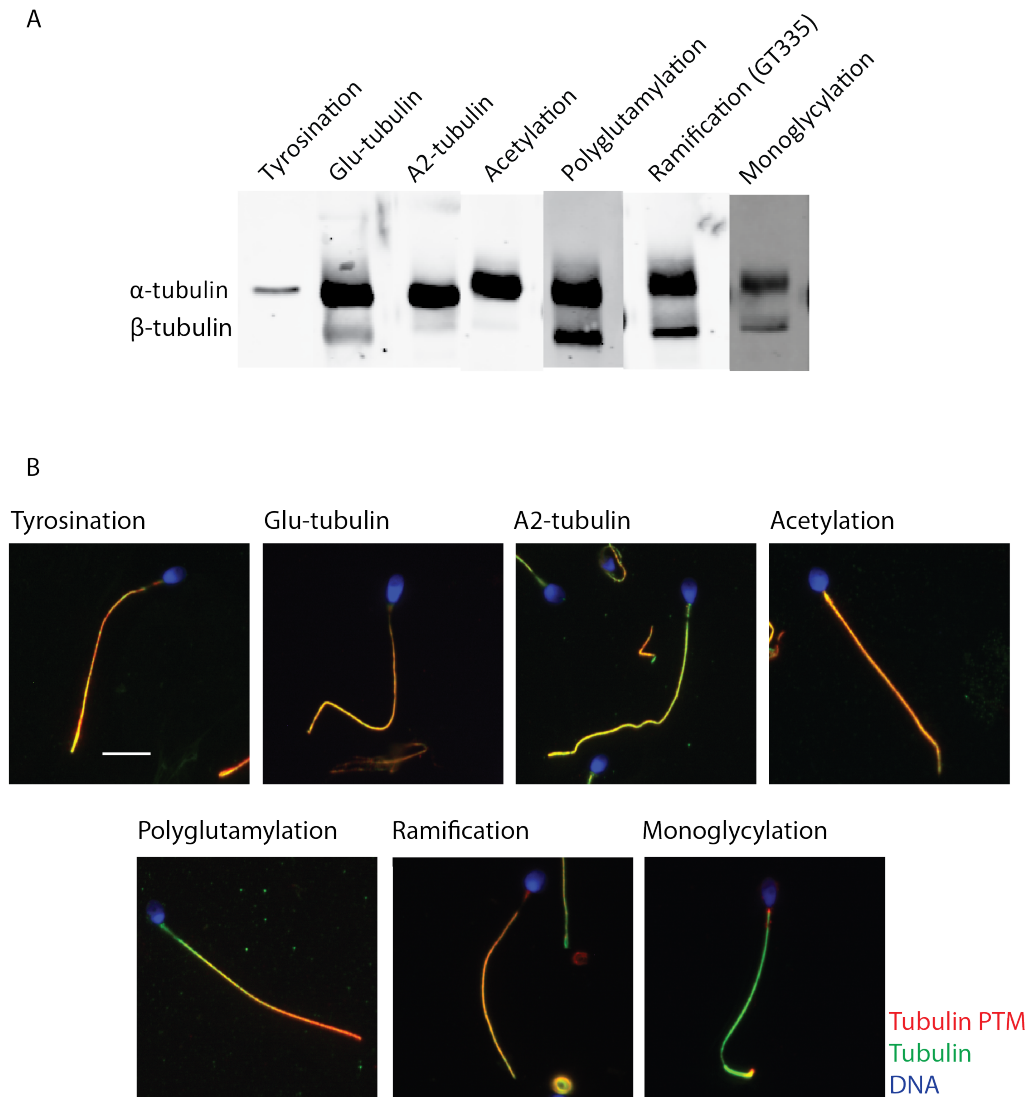 A
Tyrosination
Glu-tubulin
A2-tubulin
Acetylation
Polyglutamylation
Ramification (GT335)
Monoglycylation
α-tubulin
β-tubulin
B
Tyrosination
Glu-tubulin
A2-tubulin
Acetylation
Polyglutamylation
Ramification
Monoglycylation
Tubulin PTM
Tubulin
DNA